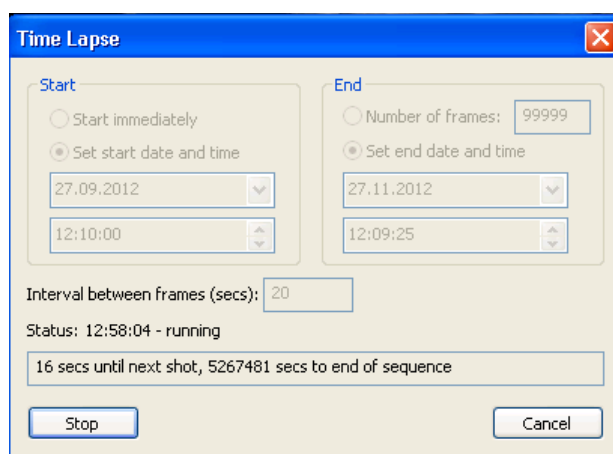 Time Lapse
Start
Start immediately
Set start date and time
27.09.2012
12:10:00
End
Number of frames: 99999
Set end date and time
27.11.2012
12:09:25
Interval between frames (secs): 20
Status: 12:58:04 - running
16 secs until next shot, 5267481 secs to end of sequence
Stop
Cancel